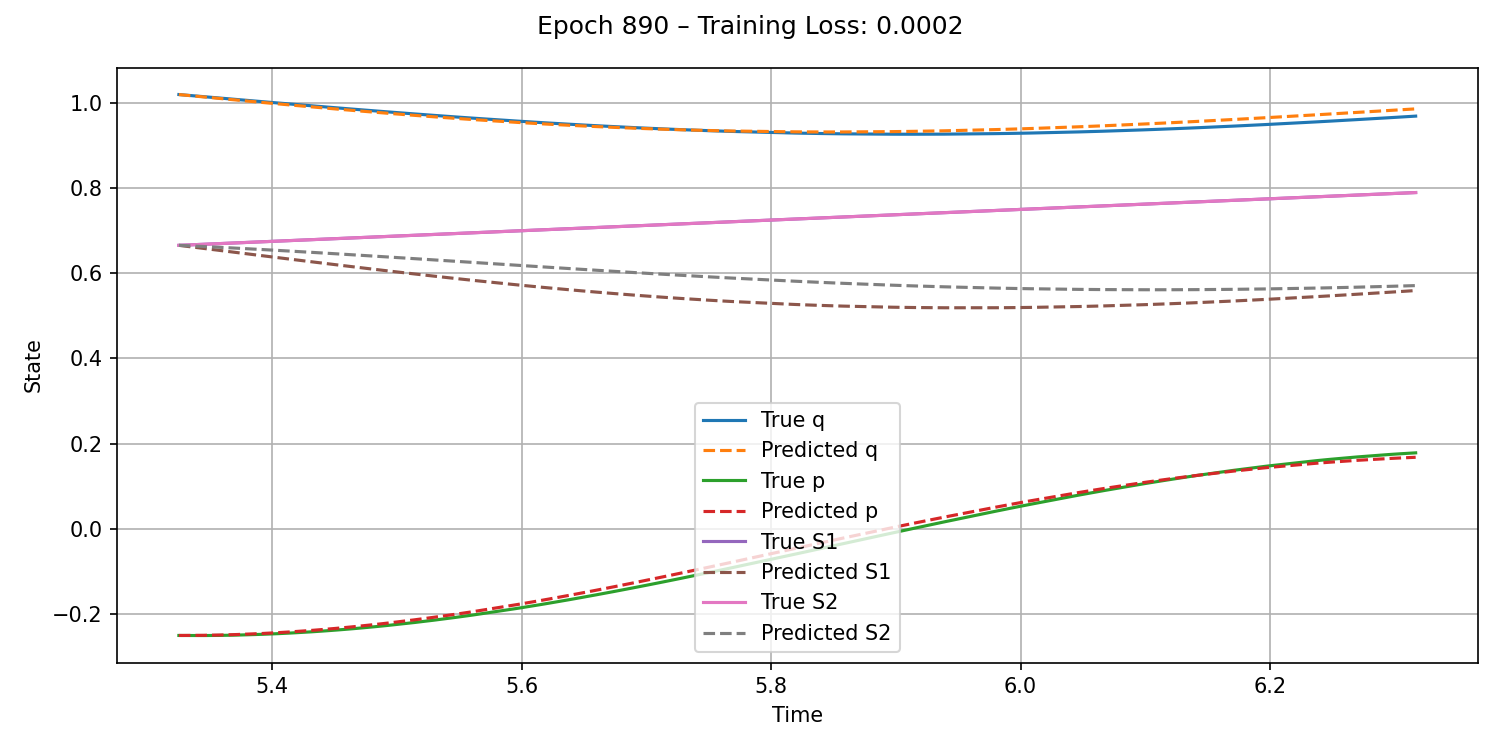 Epoch 890 – Training Loss: 0.0002
1.0
0.8
0.6
0.4
0.2
0.0
−0.2
State
True q
Predicted q
True p
Predicted p
True S1
Predicted S1
True S2
Predicted S2
5.4
5.6
5.8
6.0
6.2
Time